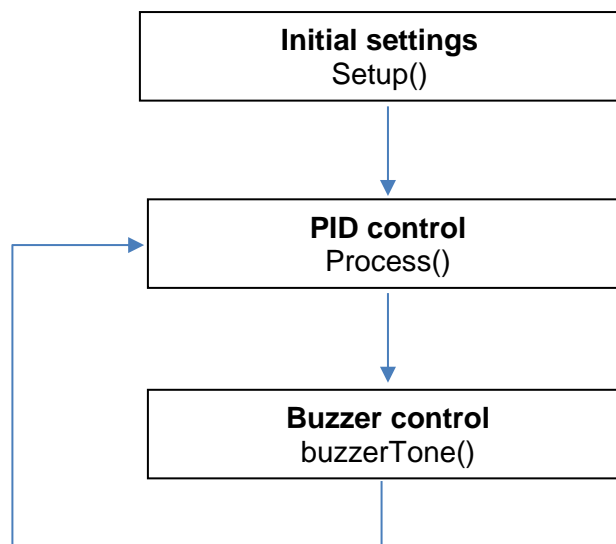 Initial settings
Setup()
PID control
Process()
Buzzer control
buzzerTone()